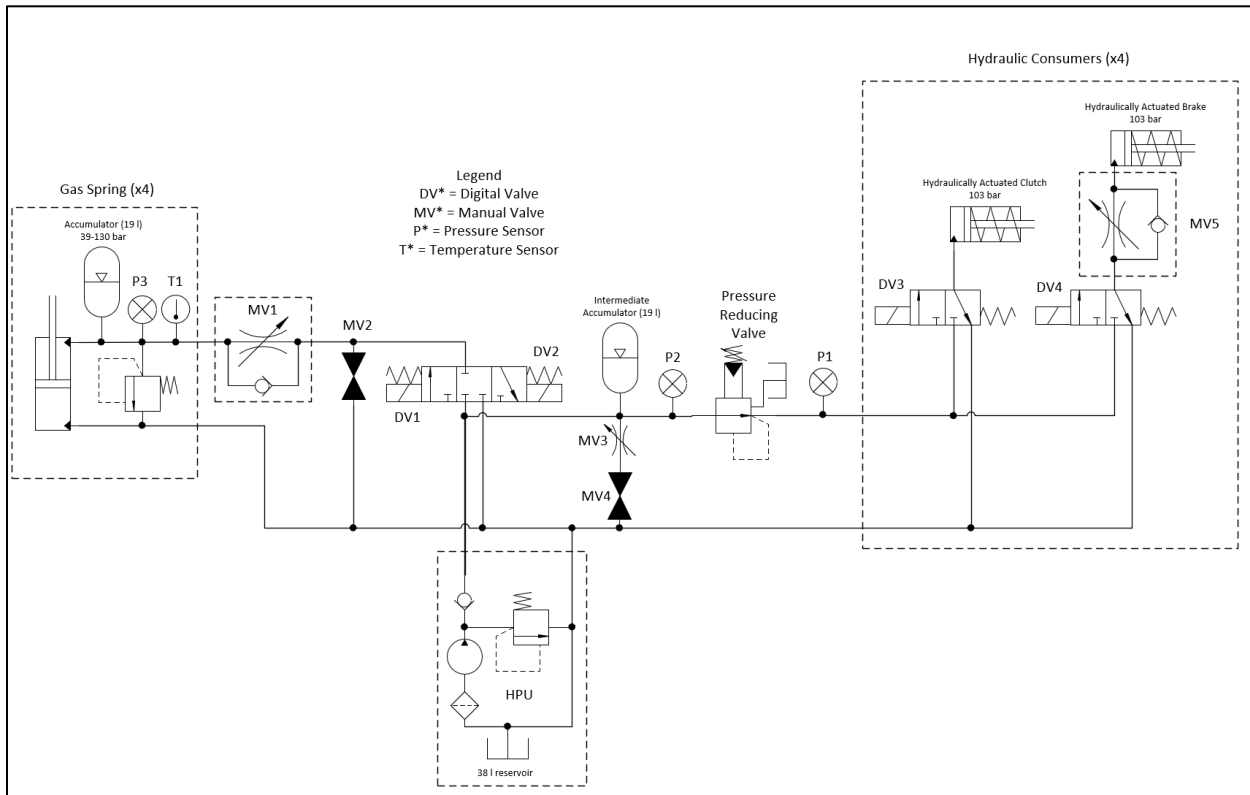 Hydraulic Consumers (x4)
Hydraulically Actuated Brake
103 bar
Legend
DV* = Digital Valve
MV* = Manual Valve
P* = Pressure Sensor
T* = Temperature Sensor
Gas Spring (x4)
Hydraulically Actuated Clutch
103 bar
Accumulator (19 l)
39-130 bar
MV5
P3
T1
MV1
DV3
DV4
Intermediate
Accumulator (19 l)
Pressure
Reducing
Valve
MV2
DV2
P2
P1
DV1
MV3
MV4
HPU
38 l reservoir